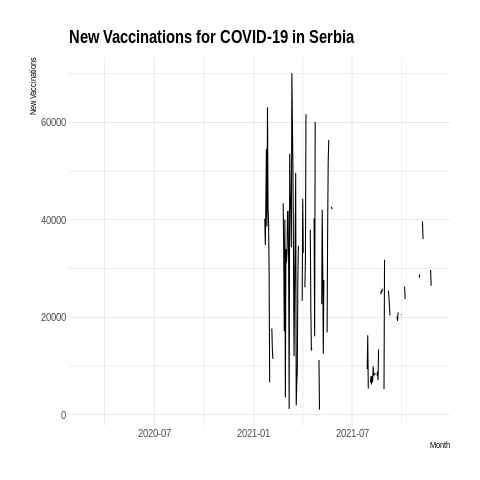 New Vaccinations for COVID-19 in Serbia
New Vaccinations
60000
40000
20000
0
2020-07
2021-01
2021-07
Month